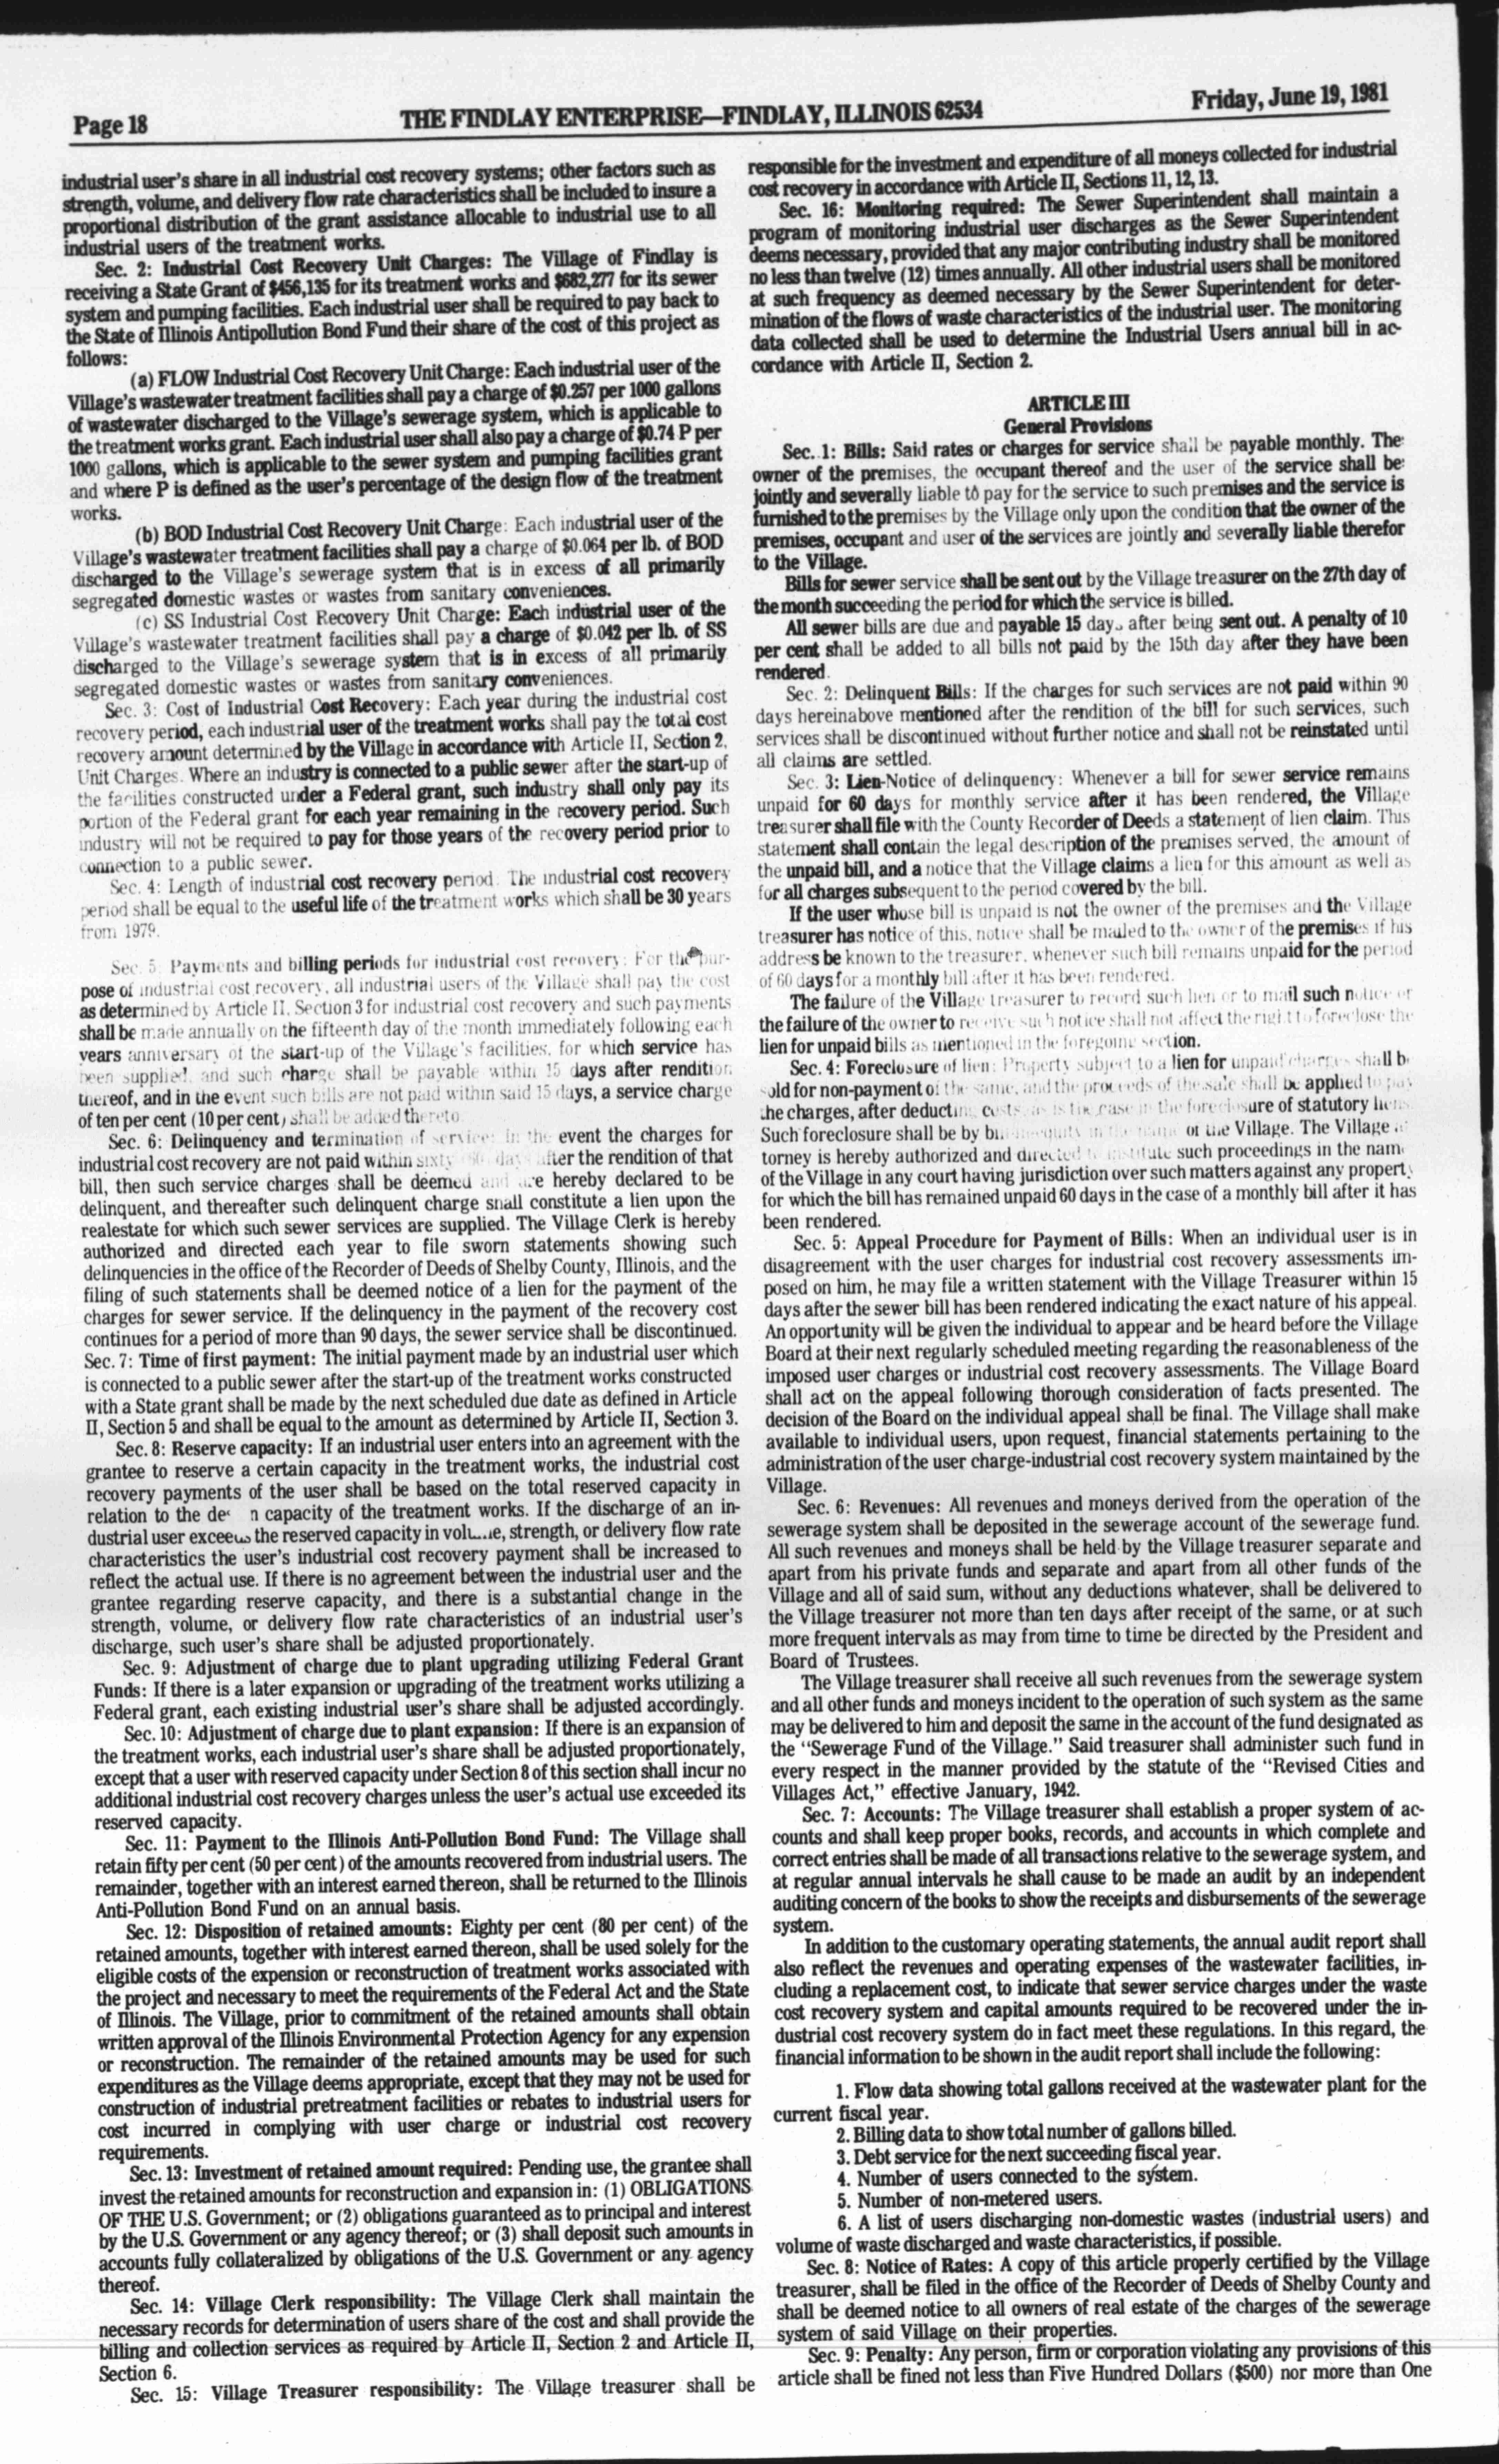 Page 18
THE FINDLAY ENTERPRISE—FINDLAY, ILLINOIS 62534
Friday, June 19, 1981
industrial user's share in all industrial cost recovery systems; other factors such as
strength, volume, and delivery flow rate characteristics shall be included to insure a
proportional distribution of the grant assistance allocable to industrial use to all
industrial users of the treatment works.
Sec. 2: Industrial Cost Recovery Unit Charges: The Village of Findlay is
receiving a State Grant of $456,135 for its treatment works and $682,277 for its sewer
system and pumping facilities. Each industrial user shall be required to pay back to
the State of Illinois Antipollution Bond Fund their share of the cost of this project as
follows:
(a) FLOW Industrial Cost Recovery Unit Charge: Each industrial user of the
Village's wastewater treatment facilities shall pay a charge of $0.257 per 1000 gallons
of wastewater discharged to the Village's sewerage system, which is applicable to
the treatment works grant. Each industrial user shall also pay a charge of $0.74 P per
1000 gallons, which is applicable to the sewer system and pumping facilities grant
and where P is defined as the user's percentage of the design flow of the treatment
works.
(b) BOD Industrial Cost Recovery Unit Charge: Each industrial user of the
Village's wastewater treatment facilities shall pay a charge of $0.064 per lb. of BOD
discharged to the Village's sewerage system that is in excess of all primarily
segregated domestic wastes or wastes from sanitary conveniences.
(c) SS Industrial Cost Recovery Unit Charge: Each industrial user of the
Village's wastewater treatment facilities shall pay a charge of $0.042 per lb. of SS
discharged to the Village's sewerage system that is in excess of all primarily
segregated domestic wastes or wastes from sanitary conveniences.
Sec. 3: Cost of Industrial Cost Recovery: Each year during the industrial cost
recovery period, each industrial user of the treatment works shall pay the total cost
recovery amount determined by the Village in accordance with Article II, Section 2,
Unit Charges. Where an industry is connected to a public sewer after the start-up of
the facilities constructed under a Federal grant, such industry shall only pay its
portion of the Federal grant for each year remaining in the recovery period. Such
industry will not be required to pay for those years of the recovery period prior to
connection to a public sewer.
Sec. 4: Length of industrial cost recovery period. The industrial cost recovery
period shall be equal to the useful life of the treatment works which shall be 30 years
from 1979.
Sec. 5: Payments and billing periods for industrial cost recovery: For the pur-
pose of industrial cost recovery, all industrial users of the Village shall pay the cost
as determined by Article II, Section 3 for industrial cost recovery and such payments
shall be made annually on the fifteenth day of the month immediately following each
years anniversary of the start-up of the Village's facilities, for which service has
been supplied, and such charge shall be payable within 15 days after rendition
thereof, and in the event such bills are not paid within said 15 days, a service charge
of ten per cent (10 per cent) shall be added thereto.
Sec. 6: Delinquency and termination of service: In the event the charges for
industrial cost recovery are not paid within sixty (60) days after the rendition of that
bill, then such service charges shall be deemed and are hereby declared to be
delinquent, and thereafter such delinquent charge shall constitute a lien upon the
realestate for which such sewer services are supplied. The Village Clerk is hereby
authorized and directed each year to file sworn statements showing such
delinquencies in the office of the Recorder of Deeds of Shelby County, Illinois, and the
filing of such statements shall be deemed notice of a lien for the payment of the
charges for sewer service. If the delinquency in the payment of the recovery cost
continues for a period of more than 90 days, the sewer service shall be discontinued.
Sec. 7: Time of first payment: The initial payment made by an industrial user which
is connected to a public sewer after the start-up of the treatment works constructed
with a State grant shall be made by the next scheduled due date as defined in Article
II, Section 5 and shall be equal to the amount as determined by Article II, Section 3.
Sec. 8: Reserve capacity: If an industrial user enters into an agreement with the
grantee to reserve a certain capacity in the treatment works, the industrial cost
recovery payments of the user shall be based on the total reserved capacity in
relation to the de n capacity of the treatment works. If the discharge of an in-
dustrial user exceeds the reserved capacity in volume, strength, or delivery flow rate
characteristics the user's industrial cost recovery payment shall be increased to
reflect the actual use. If there is no agreement between the industrial user and the
grantee regarding reserve capacity, and there is a substantial change in the
strength, volume, or delivery flow rate characteristics of an industrial user's
discharge, such user's share shall be adjusted proportionately.
Sec. 9: Adjustment of charge due to plant upgrading utilizing Federal Grant
Funds: If there is a later expansion or upgrading of the treatment works utilizing a
Federal grant, each existing industrial user's share shall be adjusted accordingly.
Sec. 10: Adjustment of charge due to plant expansion: If there is an expansion of
the treatment works, each industrial user's share shall be adjusted proportionately,
except that a user with reserved capacity under Section 8 of this section shall incur no
additional industrial cost recovery charges unless the user's actual use exceeded its
reserved capacity.
Sec. 11: Payment to the Illinois Anti-Pollution Bond Fund: The Village shall
retain fifty per cent (50 per cent) of the amounts recovered from industrial users. The
remainder, together with an interest earned thereon, shall be returned to the Illinois
Anti-Pollution Bond Fund on an annual basis.
Sec. 12: Disposition of retained amounts: Eighty per cent (80 per cent) of the
retained amounts, together with interest earned thereon, shall be used solely for the
eligible costs of the expension or reconstruction of treatment works associated with
the project and necessary to meet the requirements of the Federal Act and the State
of Illinois. The Village, prior to commitment of the retained amounts shall obtain
written approval of the Illinois Environmental Protection Agency for any expension
or reconstruction. The remainder of the retained amounts may be used for such
expenditures as the Village deems appropriate, except that they may not be used for
construction of industrial pretreatment facilities or rebates to industrial users for
cost incurred in complying with user charge or industrial cost recovery
requirements.
Sec. 13: Investment of retained amount required: Pending use, the grantee shall
invest the retained amounts for reconstruction and expansion in: (1) OBLIGATIONS
OF THE U.S. Government; or (2) obligations guaranteed as to principal and interest
by the U.S. Government or any agency thereof; or (3) shall deposit such amounts in
accounts fully collateralized by obligations of the U.S. Government or any agency
thereof.
Sec. 14: Village Clerk responsibility: The Village Clerk shall maintain the
necessary records for determination of users share of the cost and shall provide the
billing and collection services as required by Article II, Section 2 and Article II,
Section 6.
Sec. 15: Village Treasurer responsibility: The Village treasurer shall be
responsible for the investment and expenditure of all moneys collected for industrial
cost recovery in accordance with Article II, Sections 11, 12, 13.
Sec. 16: Monitoring required: The Sewer Superintendent shall maintain a
program of monitoring industrial user discharges as the Sewer Superintendent
deems necessary, provided that any major contributing industry shall be monitored
no less than twelve (12) times annually. All other industrial users shall be monitored
at such frequency as deemed necessary by the Sewer Superintendent for deter-
mination of the flows of waste characteristics of the industrial user. The monitoring
data collected shall be used to determine the Industrial Users annual bill in ac-
cordance with Article II, Section 2.
ARTICLE III
General Provisions
Sec. 1: Bills: Said rates or charges for service shall be payable monthly. The
owner of the premises, the occupant thereof and the user of the service shall be
jointly and severally liable to pay for the service to such premises and the service is
furnished to the premises by the Village only upon the condition that the owner of the
premises, occupant and user of the services are jointly and severally liable therefor
to the Village.
Bills for sewer service shall be sent out by the Village treasurer on the 27th day of
the month succeeding the period for which the service is billed.
All sewer bills are due and payable 15 days after being sent out. A penalty of 10
per cent shall be added to all bills not paid by the 15th day after they have been
rendered.
Sec. 2: Delinquent Bills: If the charges for such services are not paid within 90
days hereinabove mentioned after the rendition of the bill for such services, such
services shall be discontinued without further notice and shall not be reinstated until
all claims are settled.
Sec. 3: Lien-Notice of delinquency: Whenever a bill for sewer service remains
unpaid for 60 days for monthly service after it has been rendered, the Village
treasurer shall file with the County Recorder of Deeds a statement of lien claim. This
statement shall contain the legal description of the premises served, the amount of
the unpaid bill, and a notice that the Village claims a lien for this amount as well as
for all charges subsequent to the period covered by the bill.
If the user whose bill is unpaid is not the owner of the premises and the Village
treasurer has notice of this, notice shall be mailed to the owner of the premises if his
address be known to the treasurer, whenever such bill remains unpaid for the period
of 60 days for a monthly bill after it has been rendered.
The failure of the Village treasurer to record such lien or to mail such notice or
the failure of the owner to receive such notice shall not affect the right to foreclose the
lien for unpaid bills as mentioned in the foregoing section.
Sec. 4: Foreclosure of lien: Property subject to a lien for unpaid charges shall be
sold for non-payment of the same, and the proceeds of the sale shall be applied to pay
the charges, after deducting costs, as is the case in the foreclosure of statutory liens.
Such foreclosure shall be by bill in equity in the name of the Village. The Village at-
torney is hereby authorized and directed to institute such proceedings in the name
of the Village in any court having jurisdiction over such matters against any property
for which the bill has remained unpaid 60 days in the case of a monthly bill after it has
been rendered.
Sec. 5: Appeal Procedure for Payment of Bills: When an individual user is in
disagreement with the user charges for industrial cost recovery assessments im-
posed on him, he may file a written statement with the Village Treasurer within 15
days after the sewer bill has been rendered indicating the exact nature of his appeal.
An opportunity will be given the individual to appear and be heard before the Village
Board at their next regularly scheduled meeting regarding the reasonableness of the
imposed user charges or industrial cost recovery assessments. The Village Board
shall act on the appeal following thorough consideration of facts presented. The
decision of the Board on the individual appeal shall be final. The Village shall make
available to individual users, upon request, financial statements pertaining to the
administration of the user charge-industrial cost recovery system maintained by the
Village.
Sec. 6: Revenues: All revenues and moneys derived from the operation of the
sewerage system shall be deposited in the sewerage account of the sewerage fund.
All such revenues and moneys shall be held by the Village treasurer separate and
apart from his private funds and separate and apart from all other funds of the
Village and all of said sum, without any deductions whatever, shall be delivered to
the Village treasurer not more than ten days after receipt of the same, or at such
more frequent intervals as may from time to time be directed by the President and
Board of Trustees.
The Village treasurer shall receive all such revenues from the sewerage system
and all other funds and moneys incident to the operation of such system as the same
may be delivered to him and deposit the same in the account of the fund designated as
the "Sewerage Fund of the Village." Said treasurer shall administer such fund in
every respect in the manner provided by the statute of the "Revised Cities and
Villages Act," effective January, 1942.
Sec. 7: Accounts: The Village treasurer shall establish a proper system of ac-
counts and shall keep proper books, records, and accounts in which complete and
correct entries shall be made of all transactions relative to the sewerage system, and
at regular annual intervals he shall cause to be made an audit by an independent
auditing concern of the books to show the receipts and disbursements of the sewerage
system.
In addition to the customary operating statements, the annual audit report shall
also reflect the revenues and operating expenses of the wastewater facilities, in-
cluding a replacement cost, to indicate that sewer service charges under the waste
cost recovery system and capital amounts required to be recovered under the in-
dustrial cost recovery system do in fact meet these regulations. In this regard, the
financial information to be shown in the audit report shall include the following:
1. Flow data showing total gallons received at the wastewater plant for the
current fiscal year.
2. Billing data to show total number of gallons billed.
3. Debt service for the next succeeding fiscal year.
4. Number of users connected to the system.
5. Number of non-metered users.
6. A list of users discharging non-domestic wastes (industrial users) and
volume of waste discharged and waste characteristics, if possible.
Sec. 8: Notice of Rates: A copy of this article properly certified by the Village
treasurer, shall be filed in the office of the Recorder of Deeds of Shelby County and
shall be deemed notice to all owners of real estate of the charges of the sewerage
system of said Village on their properties.
Sec. 9: Penalty: Any person, firm or corporation violating any provisions of this
article shall be fined not less than Five Hundred Dollars ($500) nor more than One